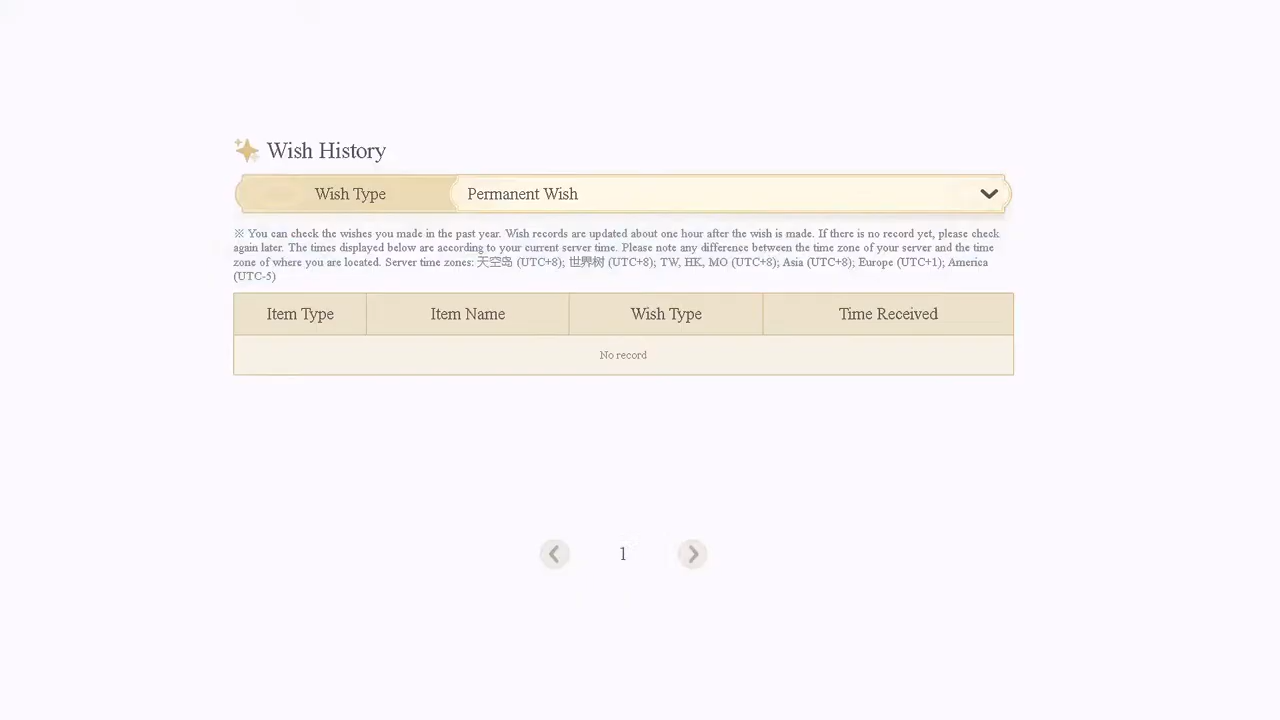 Wish History
Wish Type
Permanent Wish
※ You can check the wishes you made in the past year. Wish records are updated about one hour after the wish is made. If there is no record yet, please check
again later. The times displayed below are according to your current server time. Please note any difference between the time zone of your server and the time
zone of where you are located. Server time zones: 天空岛 (UTC+8); 世界树 (UTC+8); TW, HK, MO (UTC+8); Asia (UTC+8); Europe (UTC+1); America
(UTC-5)
Item Type Item Name Wish Type Time Received
No record
1